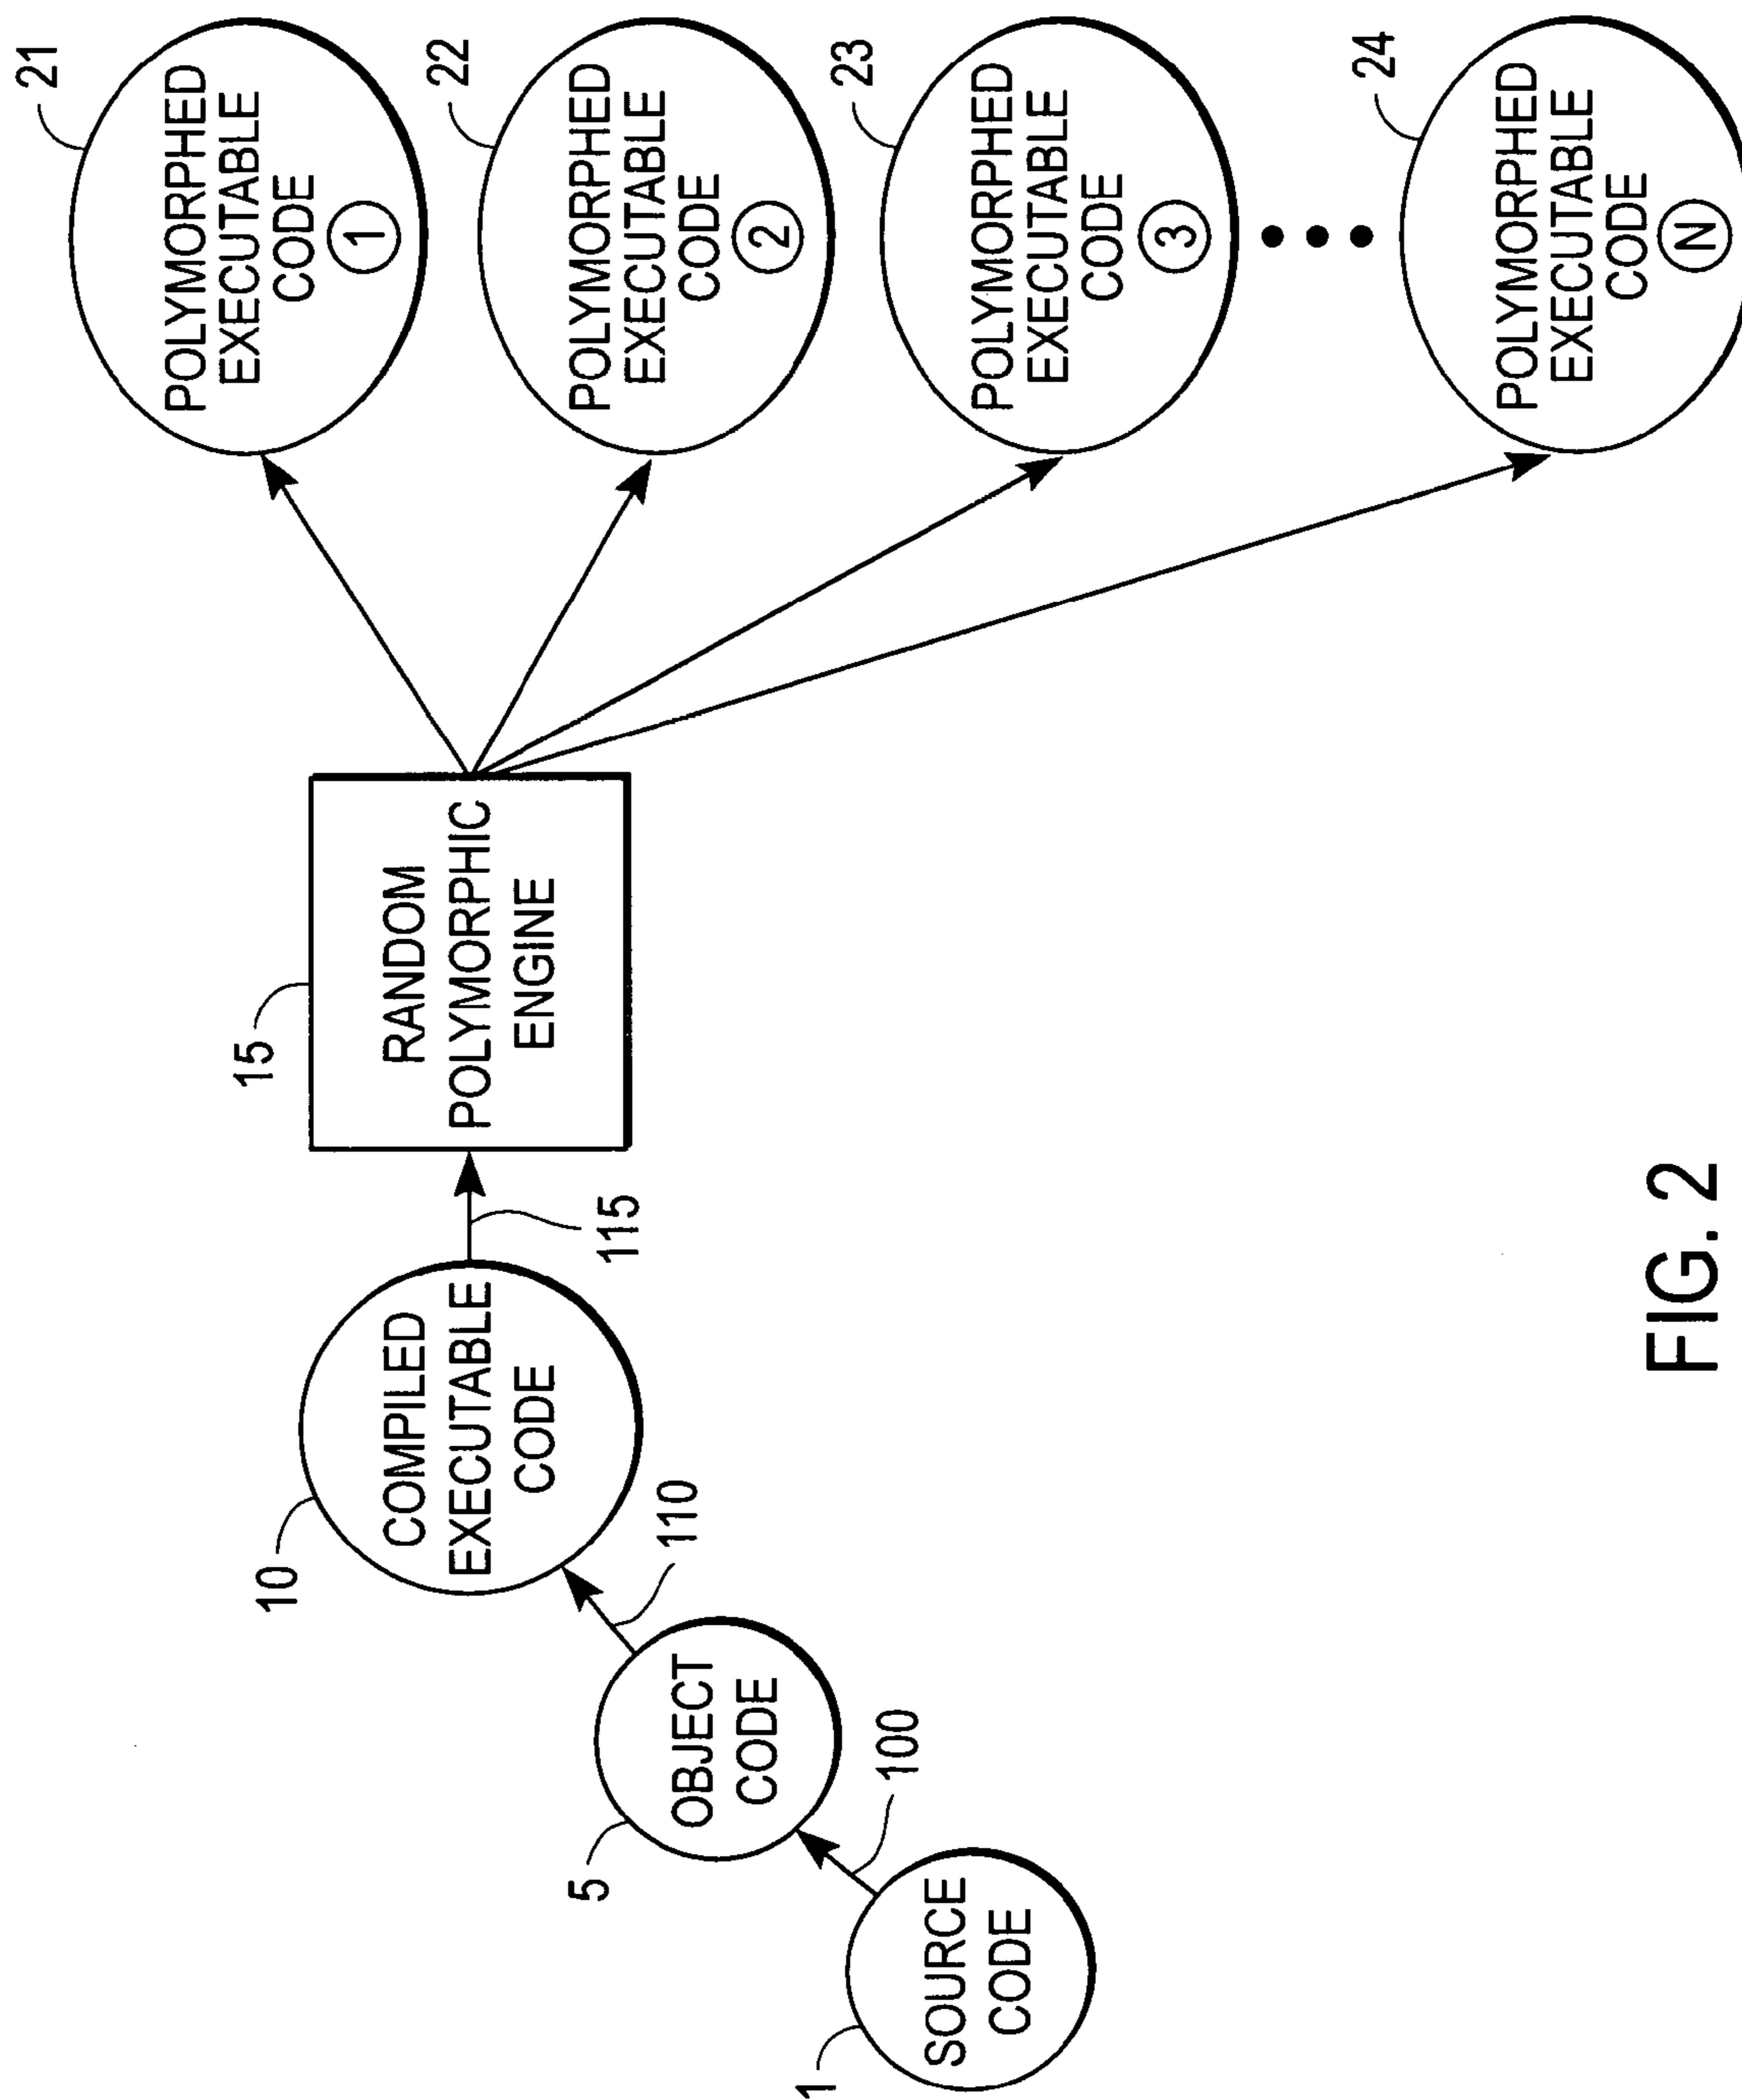 1
SOURCE
CODE
100
5
OBJECT
CODE
110
10
COMPILED
EXECUTABLE
CODE
115
15
RANDOM
POLYMORPHIC
ENGINE
21
POLYMORPHED
EXECUTABLE
CODE
1
22
POLYMORPHED
EXECUTABLE
CODE
2
23
POLYMORPHED
EXECUTABLE
CODE
3
24
POLYMORPHED
EXECUTABLE
CODE
N
FIG. 2